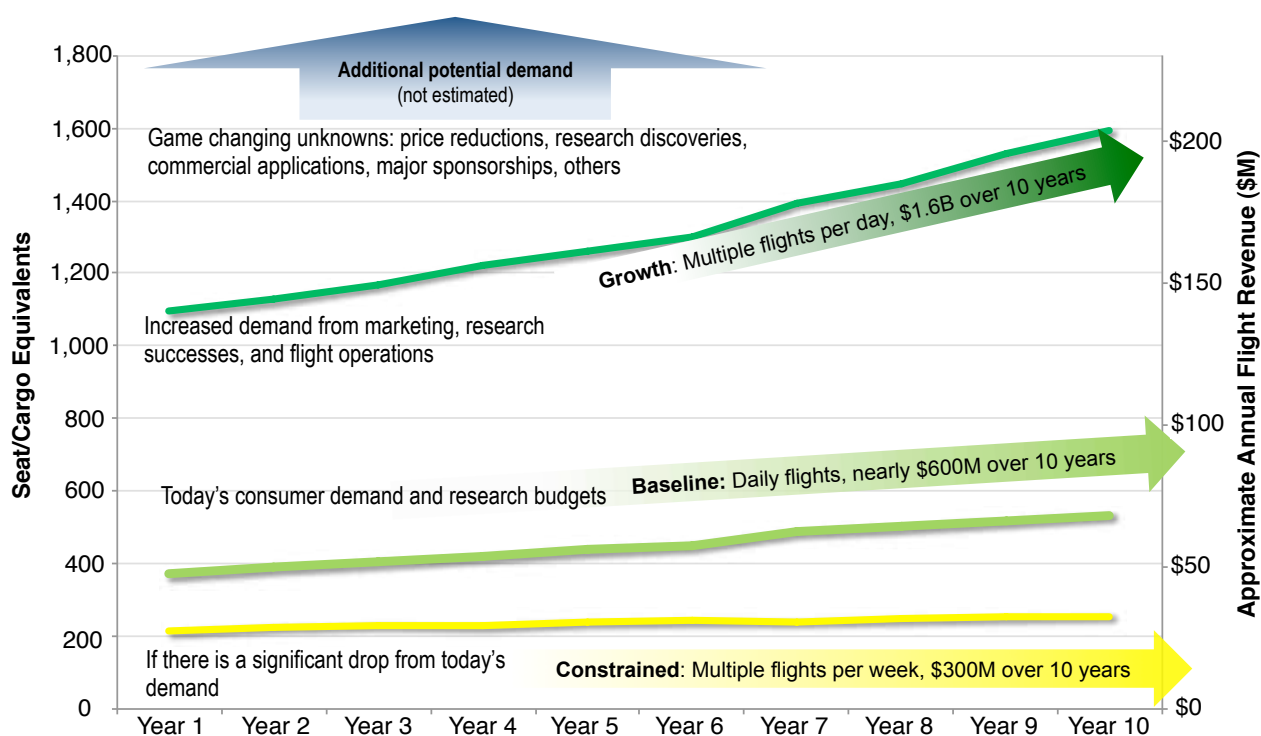 Additional potential demand
(not estimated)
Game changing unknowns: price reductions, research discoveries,
commercial applications, major sponsorships, others
Growth: Multiple flights per day, $1.6B over 10 years
Increased demand from marketing, research
successes, and flight operations
Baseline: Daily flights, nearly $600M over 10 years
Today's consumer demand and research budgets
If there is a significant drop from today's
demand
Constrained: Multiple flights per week, $300M over 10 years
Seat/Cargo Equivalents
1,800
1,600
1,400
1,200
1,000
800
600
400
200
0
Approximate Annual Flight Revenue ($M)
$200
$150
$100
$50
$0
Year 1 Year 2 Year 3 Year 4 Year 5 Year 6 Year 7 Year 8 Year 9 Year 10